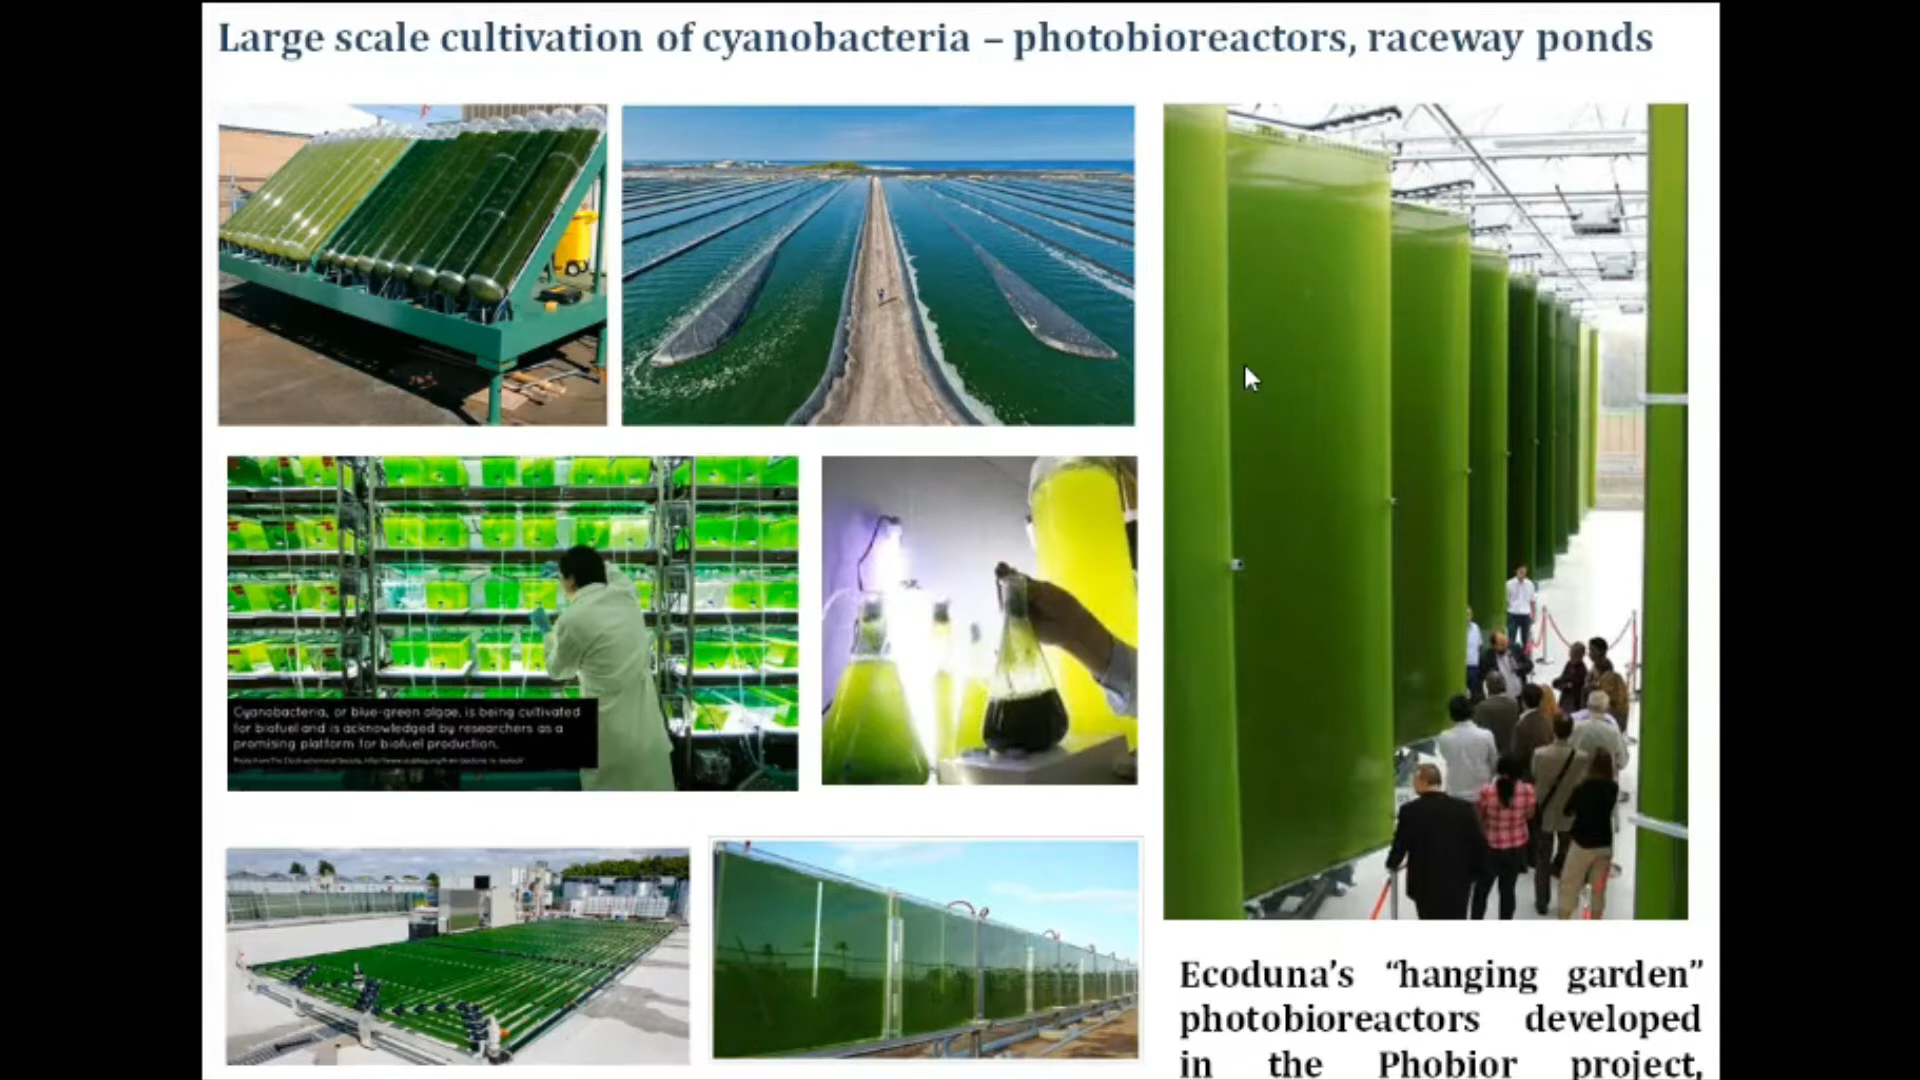 Large scale cultivation of cyanobacteria – photobioreactors, raceway ponds
Cyanobacteria, or blue-green algae, is being cultivated
for biofuel and is acknowledged by researchers as a
promising platform for biofuel production.
Ecoduna’s “hanging garden”
photobioreactors developed
in the Phobior project,